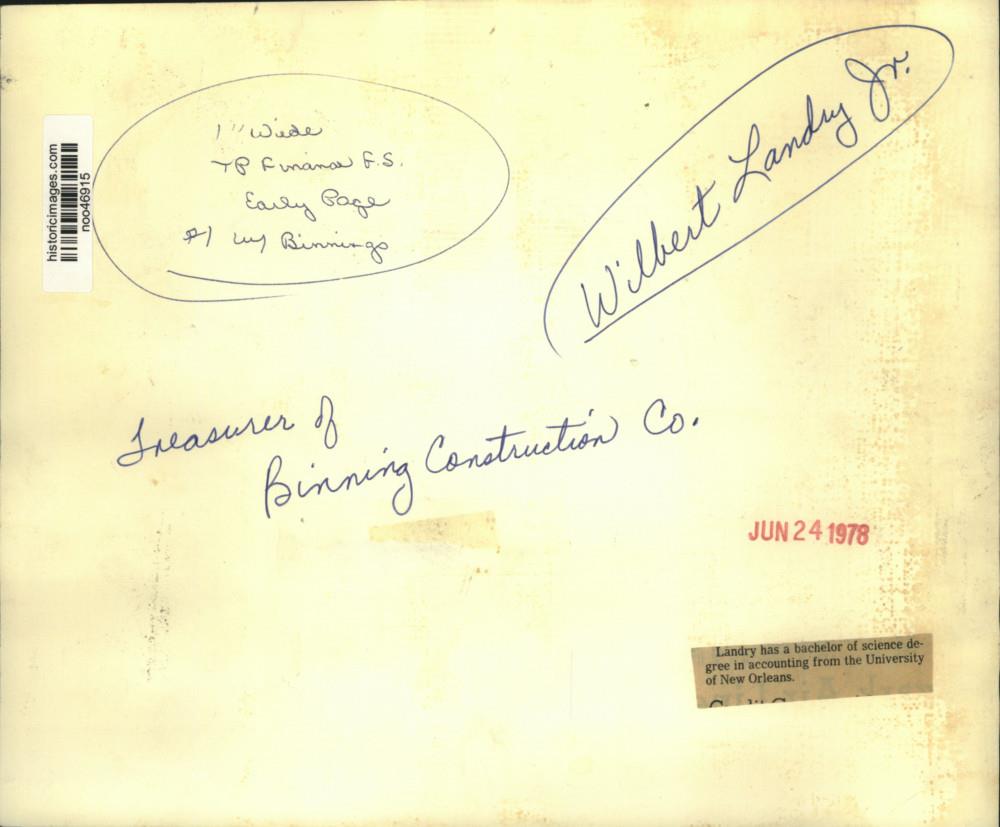 historicimages.com
noo46915
1" Wide
TP Finance F.S.
Early Page
#1 w/ Binnings
Wilbert Landry Jr.
Treasurer of
Binning Construction Co.
JUN 24 1978
Landry has a bachelor of science de-
gree in accounting from the University
of New Orleans.